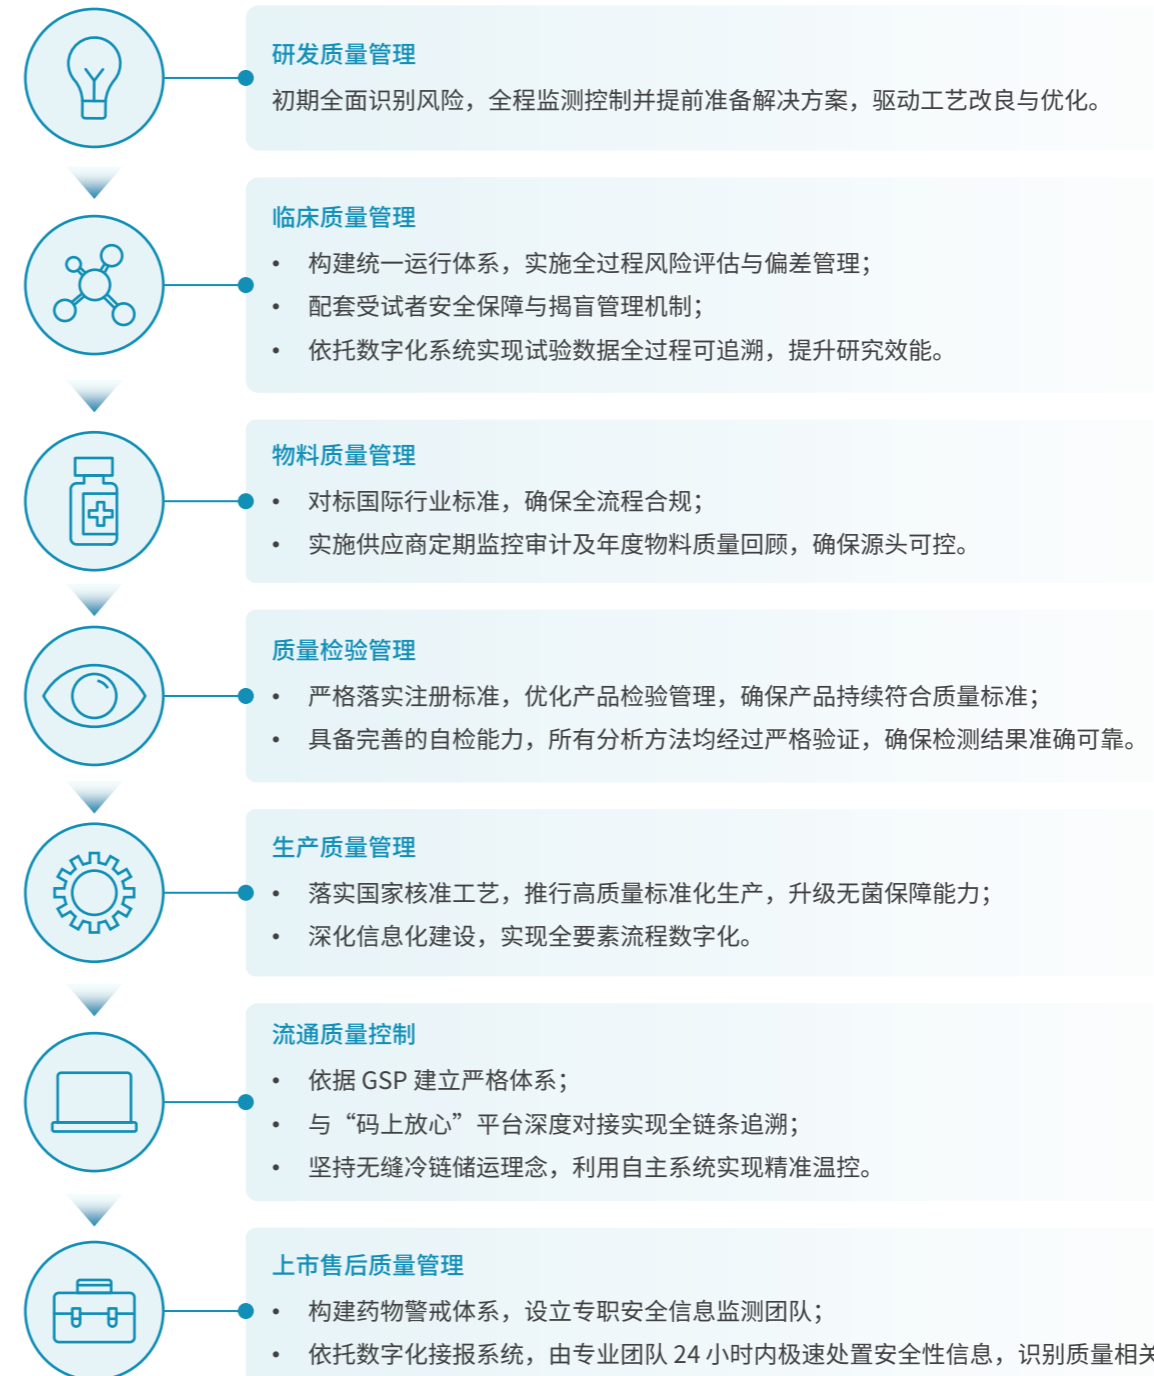 研发质量管理
初期全面识别风险，全程监测控制并提前准备解决方案，驱动工艺改良与优化。
临床质量管理
• 构建统一运行体系，实施全过程风险评估与偏差管理；
• 配套受试者安全保障与揭盲管理机制；
• 依托数字化系统实现试验数据全过程可追溯，提升研究效能。
物料质量管理
• 对标国际行业标准，确保全流程合规；
• 实施供应商定期监控审计及年度物料质量回顾，确保源头可控。
质量检验管理
• 严格落实注册标准，优化产品检验管理，确保产品持续符合质量标准；
• 具备完善的自检能力，所有分析方法均经过严格验证，确保检测结果准确可靠。
生产质量管理
• 落实国家核准工艺，推行高质量标准化生产，升级无菌保障能力；
• 深化信息化建设，实现全要素流程数字化。
流通质量控制
• 依据 GSP 建立严格体系；
• 与“码上放心”平台深度对接实现全链条追溯；
• 坚持无缝冷链储运理念，利用自主系统实现精准温控。
上市售后质量管理
• 构建药物警戒体系，设立专职安全信息监测团队；
• 依托数字化接报系统，由专业团队 24 小时内极速处置安全性信息，识别质量相关